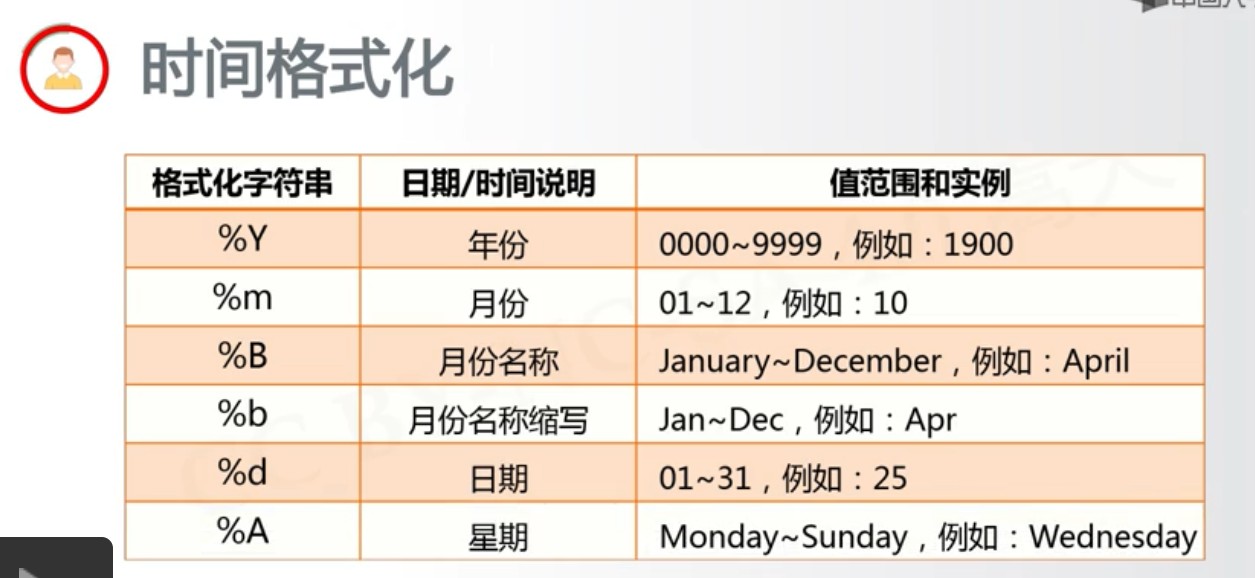 时间格式化
格式化字符串 日期/时间说明 值范围和实例
%Y 年份 0000~9999，例如：1900
%m 月份 01~12，例如：10
%B 月份名称 January~December，例如：April
%b 月份名称缩写 Jan~Dec，例如：Apr
%d 日期 01~31，例如：25
%A 星期 Monday~Sunday，例如：Wednesday